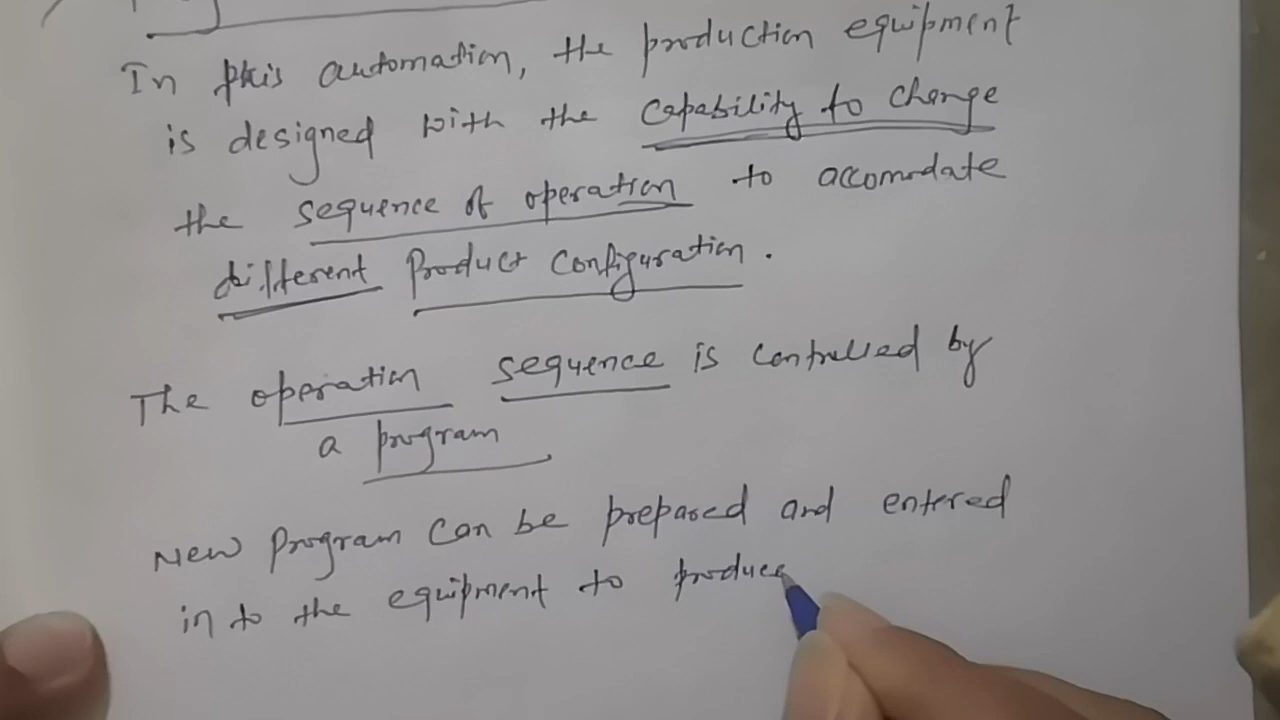 In this automation, the production equipment
is designed with the capability to change
the sequence of operation to accomodate
different Product Configuration.
The operation sequence is controlled by
a program
New Program can be prepared and entered
in to the equipment to produce